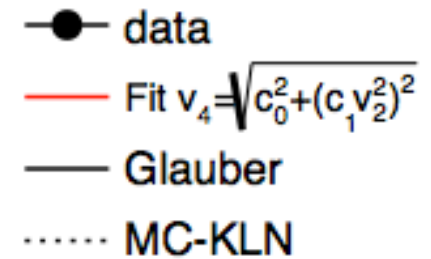 data
Fit v₄=√c₀²+(c₁v₂²)²
Glauber
MC-KLN